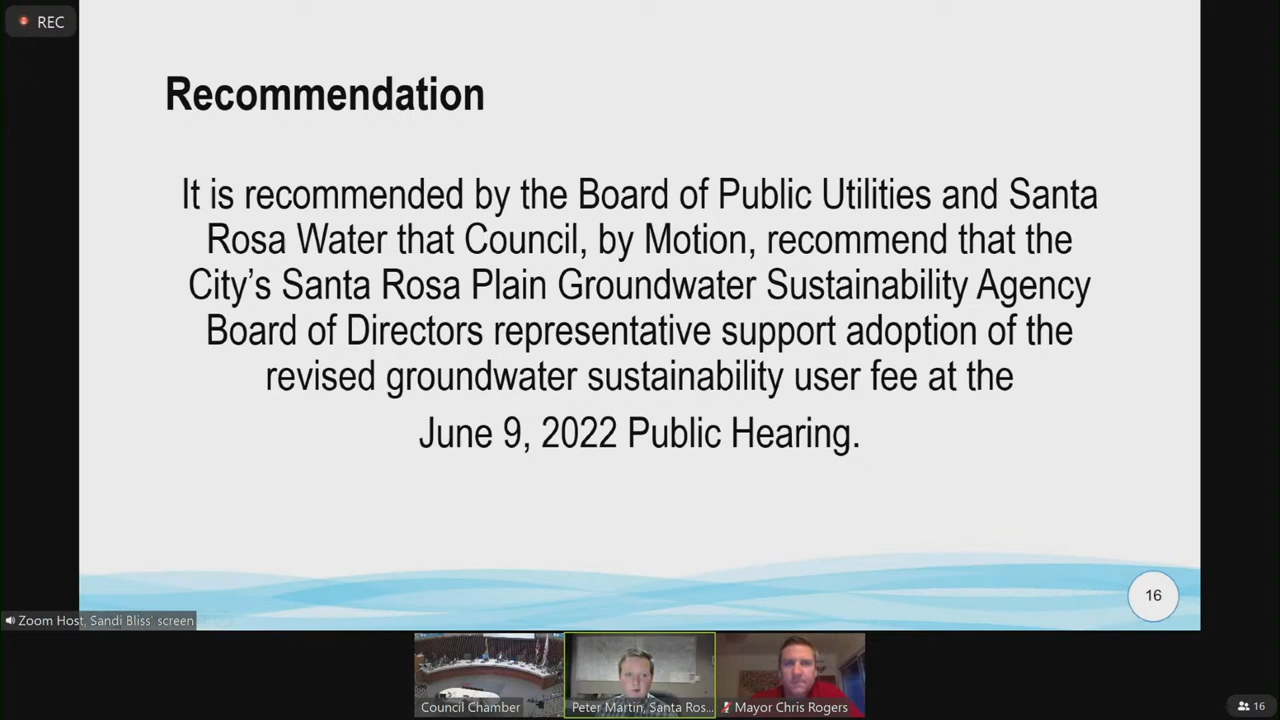 REC
Recommendation
It is recommended by the Board of Public Utilities and Santa
Rosa Water that Council, by Motion, recommend that the
City's Santa Rosa Plain Groundwater Sustainability Agency
Board of Directors representative support adoption of the
revised groundwater sustainability user fee at the
June 9, 2022 Public Hearing.
16
Zoom Host, Sandi Bliss' screen
Council Chamber
Peter Martin, Santa Ros...
Mayor Chris Rogers
16